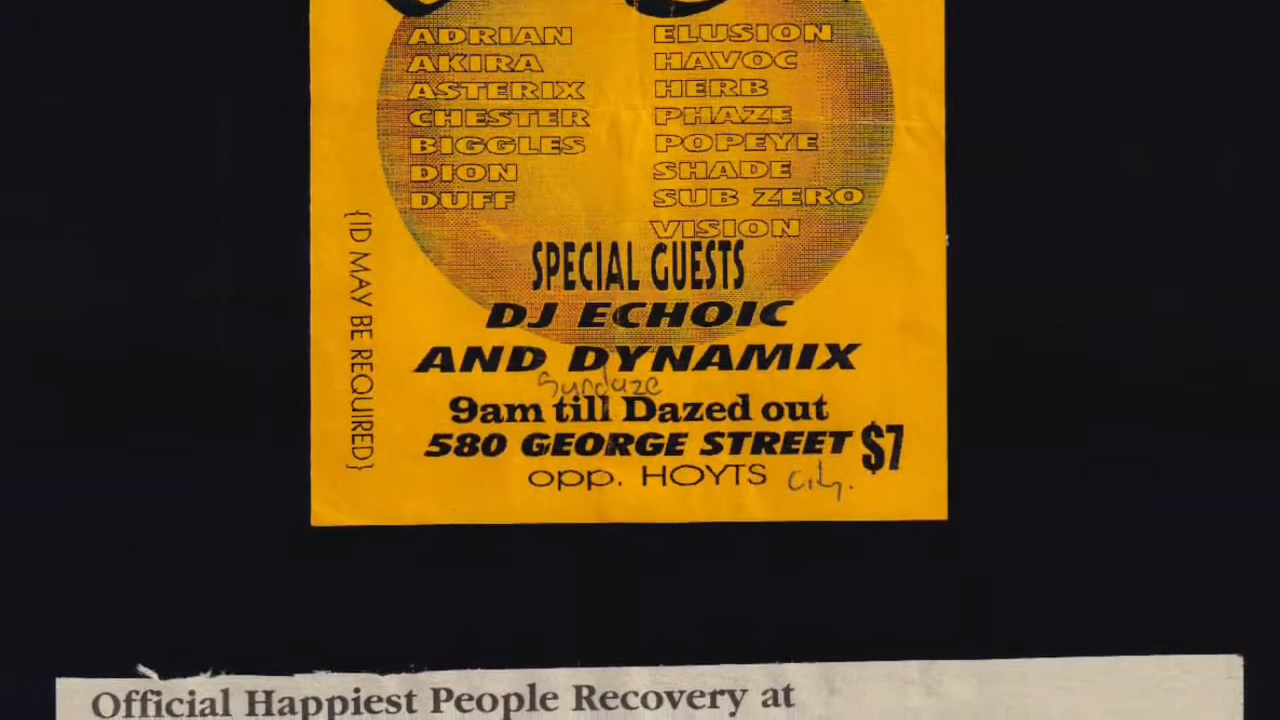 ADRIAN
AKIRA
ASTERIX
CHESTER
BIGGLES
DION
DUFF
ELUSION
HAVOC
HERB
PHAZE
POPEYE
SHADE
SUB ZERO
VISION
{ID MAY BE REQUIRED}
SPECIAL GUESTS
DJ ECHOIC
AND DYNAMIX
Sundaze
9am till Dazed out
580 GEORGE STREET $7
opp. HOYTS City.
Official Happiest People Recovery at